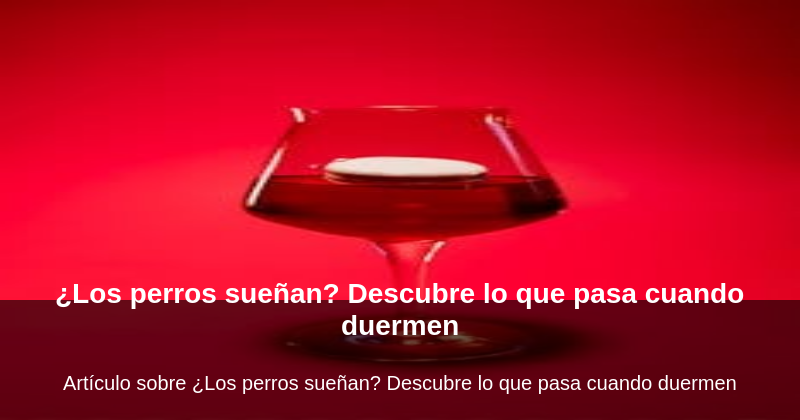 ¿Los perros sueñan? Descubre lo que pasa cuando
duermen
Artículo sobre ¿Los perros sueñan? Descubre lo que pasa cuando duermen